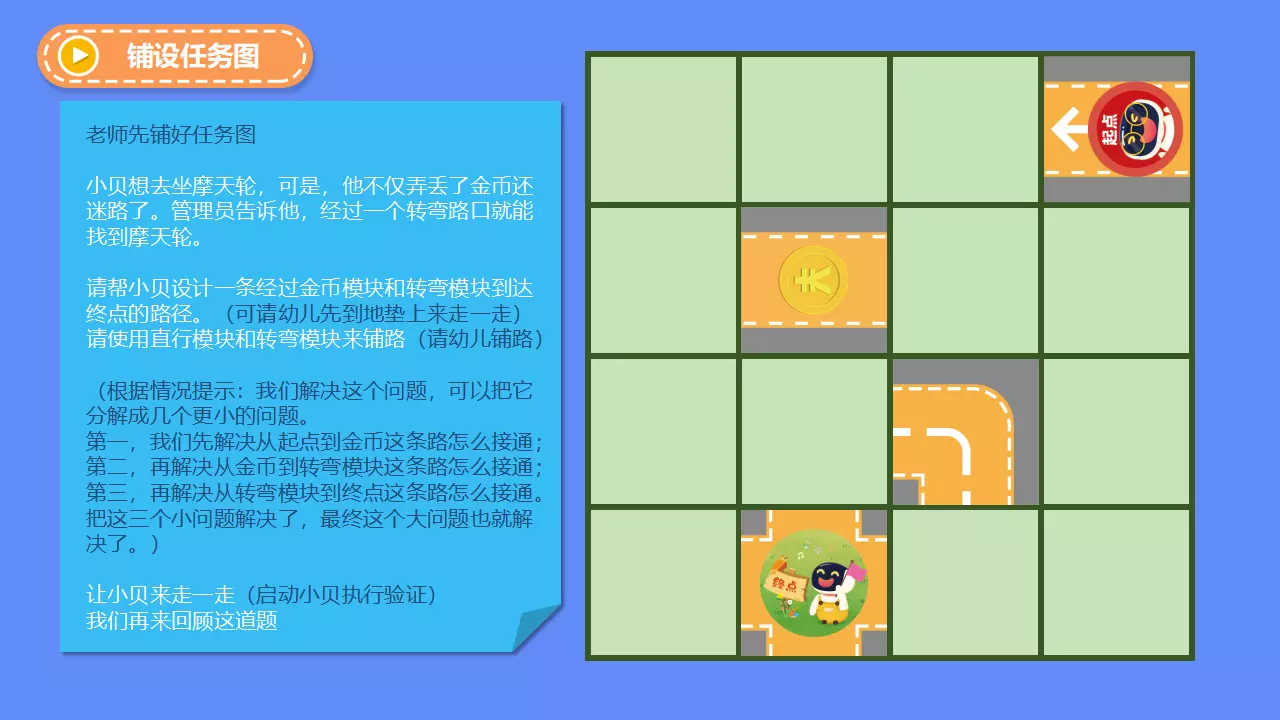 铺设任务图
老师先铺好任务图
小贝想去坐摩天轮，可是，他不仅弄丢了金币还
迷路了。管理员告诉他，经过一个转弯路口就能
找到摩天轮。
请帮小贝设计一条经过金币模块和转弯模块到达
终点的路径。（可请幼儿先到地垫上来走一走）
请使用直行模块和转弯模块来铺路（请幼儿铺路）
（根据情况提示：我们解决这个问题，可以把它
分解成几个更小的问题。
第一，我们先解决从起点到金币这条路怎么接通；
第二，再解决从金币到转弯模块这条路怎么接通；
第三，再解决从转弯模块到终点这条路怎么接通。
把这三个小问题解决了，最终这个大问题也就解
决了。）
让小贝来走一走（启动小贝执行验证）
我们再来回顾这道题
起点
终点